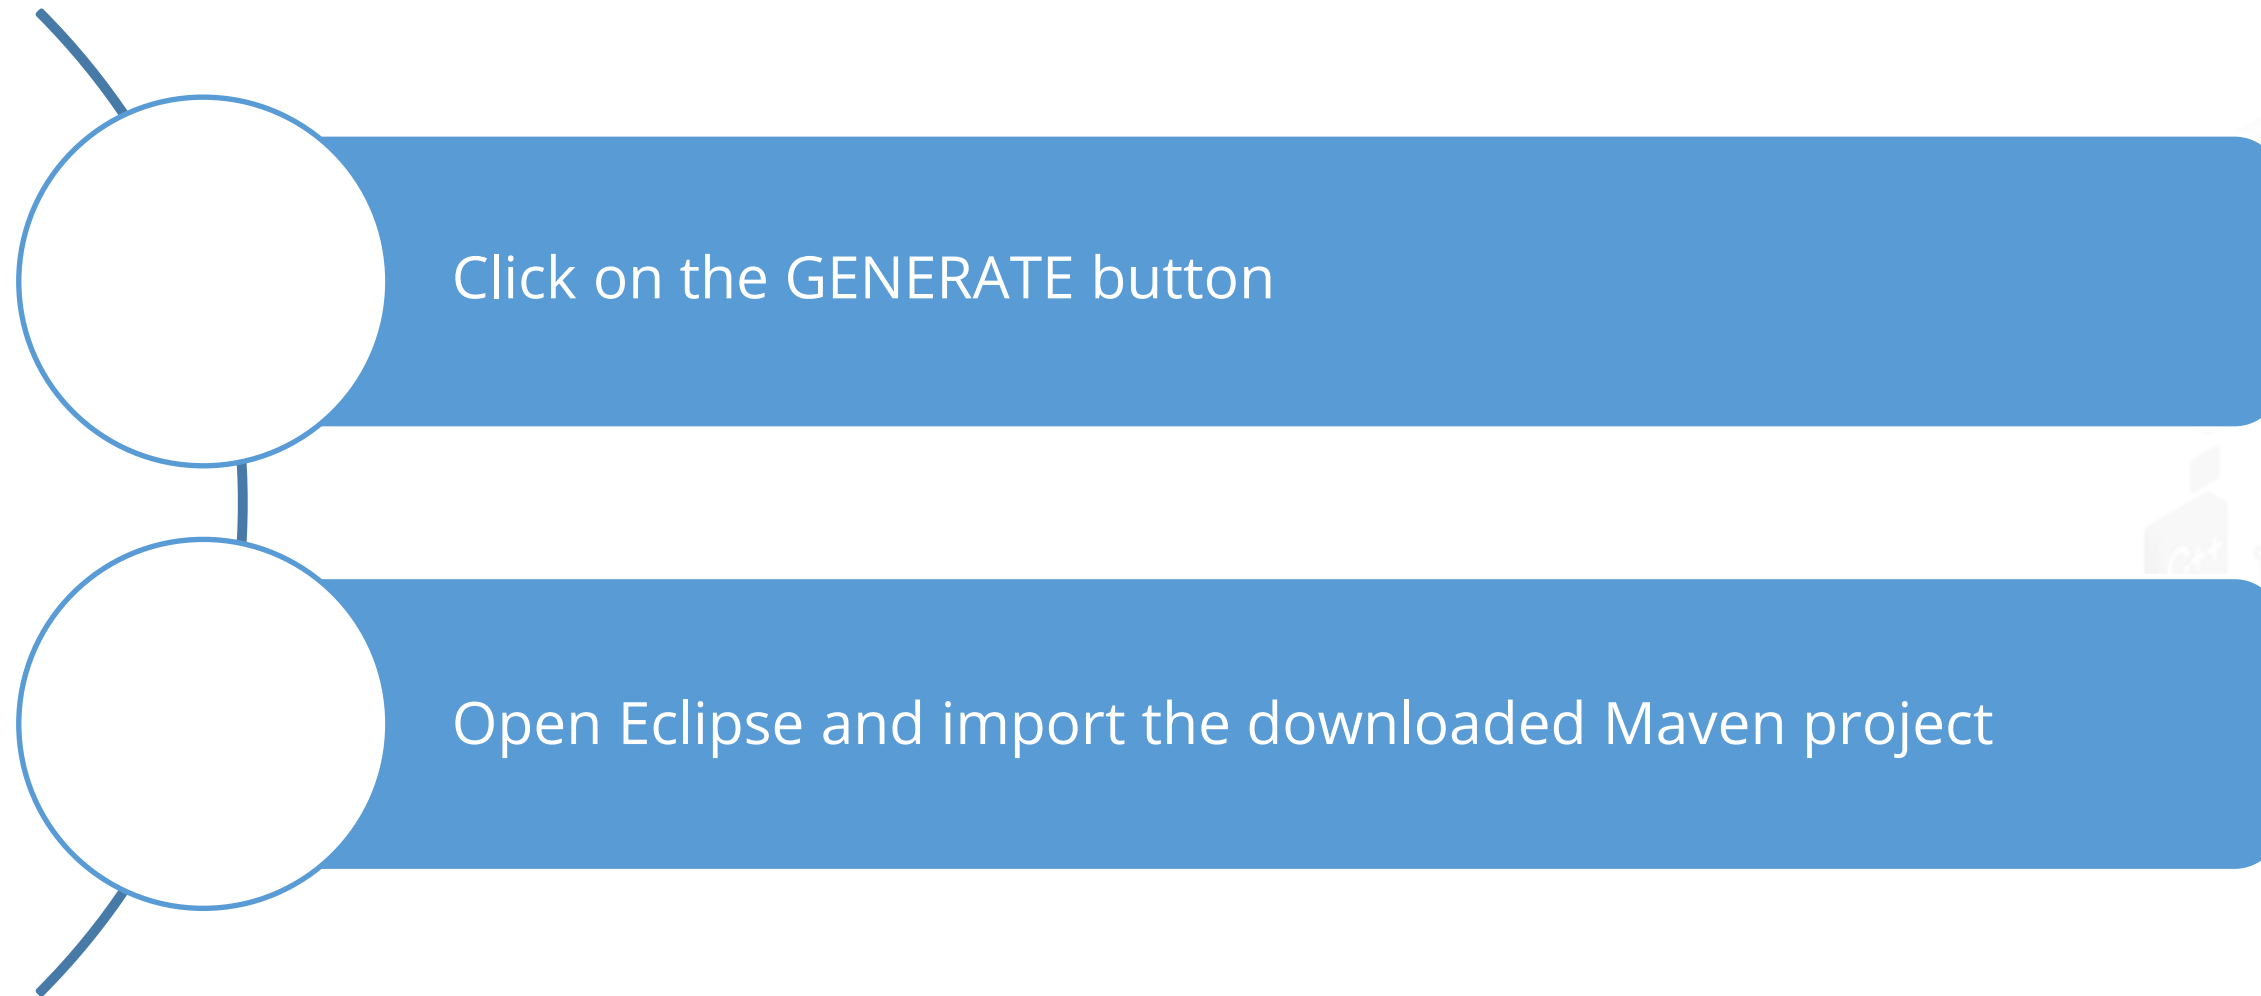 Click on the GENERATE button
Open Eclipse and import the downloaded Maven project
C++